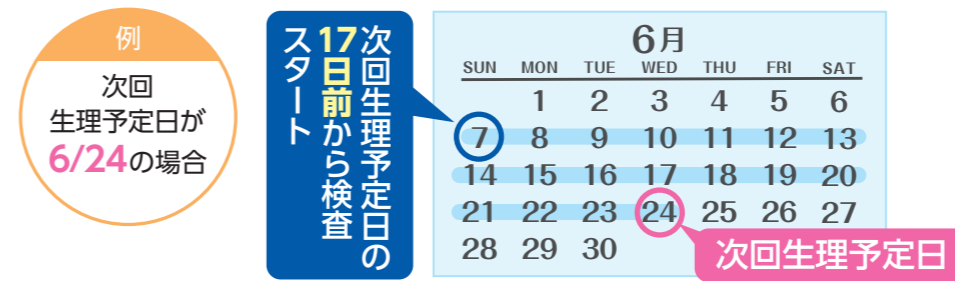 例
次回
生理予定日が
6/24の場合
次回生理予定日の
17日前から検査
スタート
6月
SUN MON TUE WED THU FRI SAT
1 2 3 4 5 6
7 8 9 10 11 12 13
14 15 16 17 18 19 20
21 22 23 24 25 26 27
28 29 30
次回生理予定日